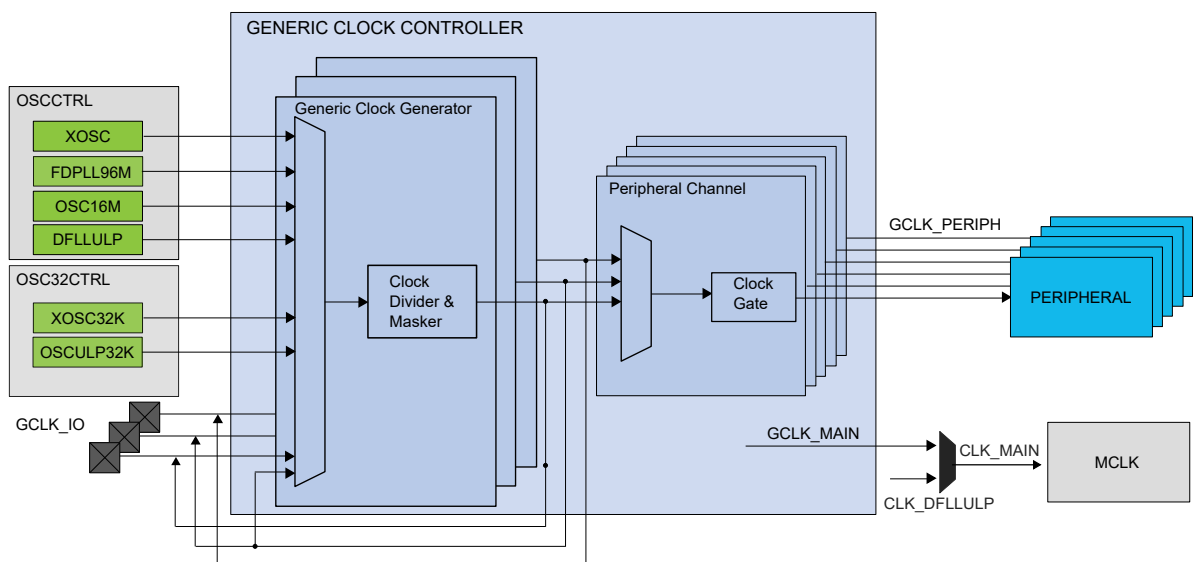 GENERIC CLOCK CONTROLLER
OSCCTRL
XOSC
FDPLL96M
OSC16M
DFLLULP
OSC32CTRL
XOSC32K
OSCULP32K
GCLK_IO
Generic Clock Generator
Clock
Divider &
Masker
Peripheral Channel
Clock
Gate
GCLK_PERIPH
PERIPHERAL
GCLK_MAIN
CLK_MAIN
CLK_DFLLULP
MCLK